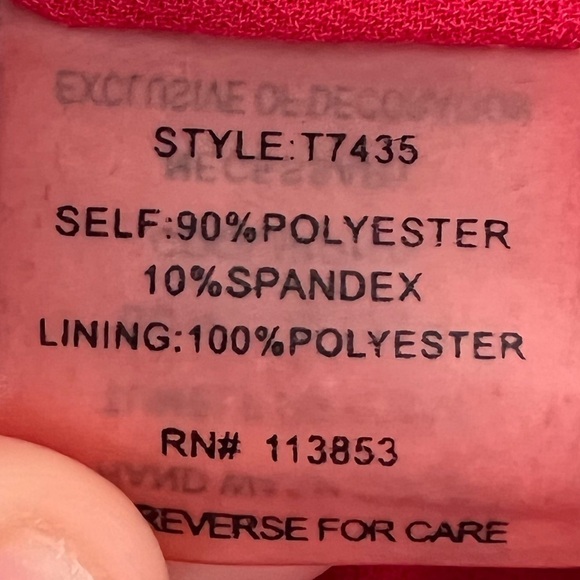 STYLE:T7435
SELF:90%POLYESTER
10%SPANDEX
LINING:100%POLYESTER
RN# 113853
REVERSE FOR CARE